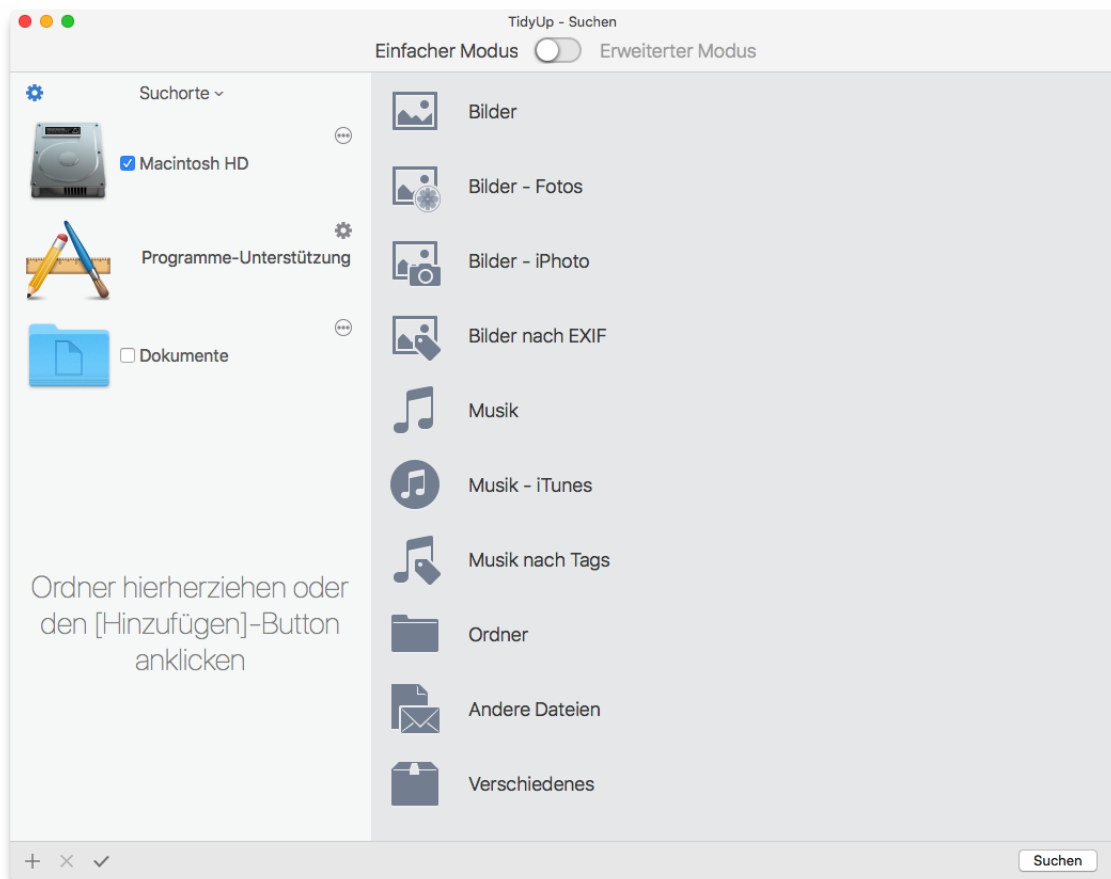 TidyUp - Suchen
Einfacher Modus Erweiterter Modus
Suchorte
Macintosh HD
Programme-Unterstützung
Dokumente
Ordner hierherziehen oder
den [Hinzufügen]-Button
anklicken
Bilder
Bilder - Fotos
Bilder - iPhoto
Bilder nach EXIF
Musik
Musik - iTunes
Musik nach Tags
Ordner
Andere Dateien
Verschiedenes
Suchen